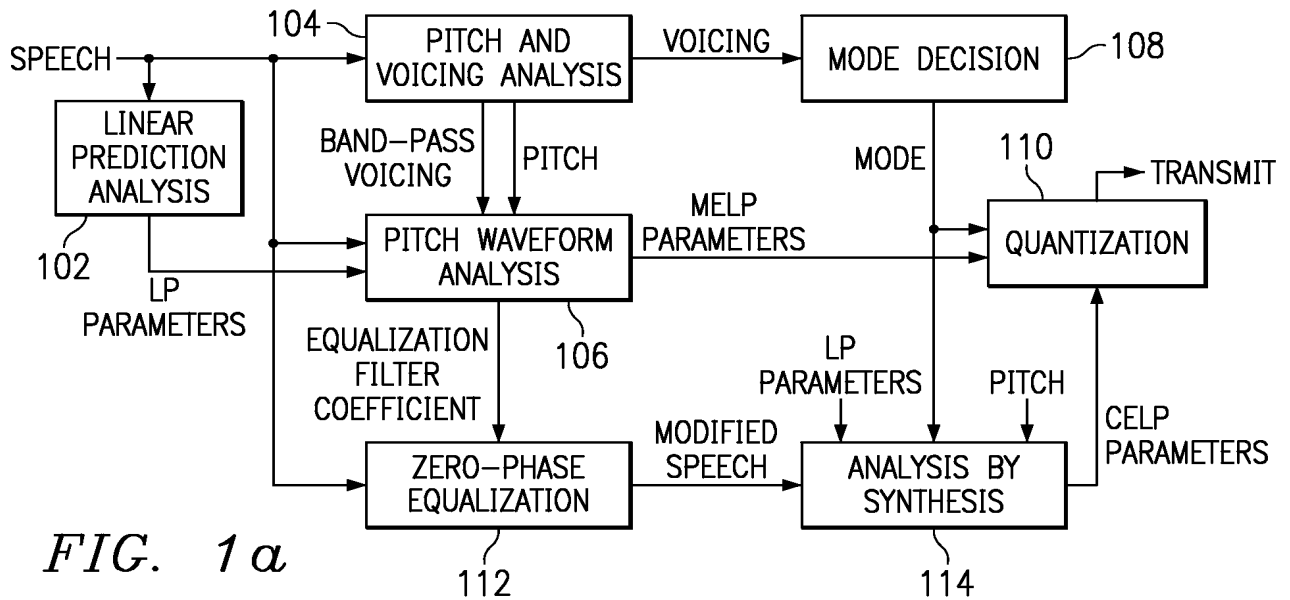 104
PITCH AND
VOICING ANALYSIS
VOICING
MODE DECISION
108
SPEECH
LINEAR
PREDICTION
ANALYSIS
102
BAND-PASS
VOICING
PITCH
MODE
110
TRANSMIT
QUANTIZATION
PITCH WAVEFORM
ANALYSIS
106
MELP
PARAMETERS
LP
PARAMETERS
EQUALIZATION
FILTER
COEFFICIENT
LP
PARAMETERS
PITCH
CELP
PARAMETERS
ZERO-PHASE
EQUALIZATION
112
MODIFIED
SPEECH
ANALYSIS BY
SYNTHESIS
114
FIG. 1a